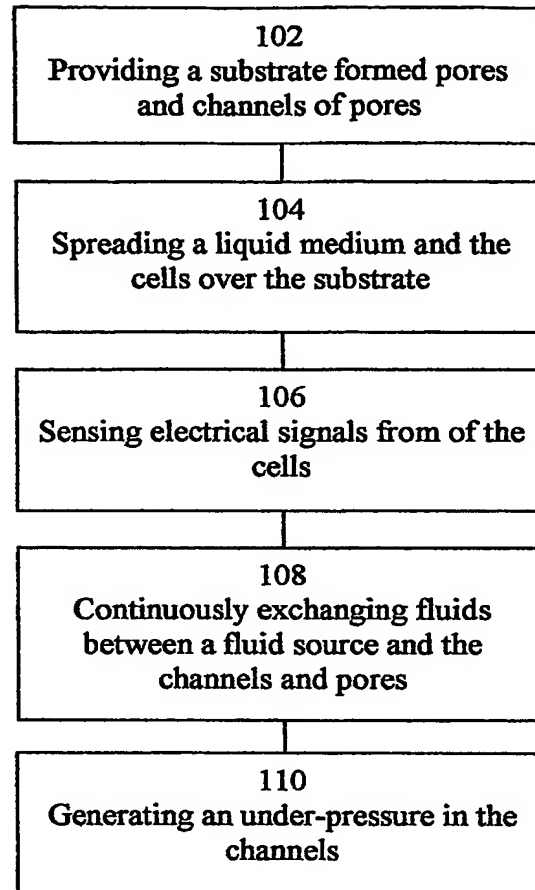 102
Providing a substrate formed pores
and channels of pores
104
Spreading a liquid medium and the
cells over the substrate
106
Sensing electrical signals from of the
cells
108
Continuously exchanging fluids
between a fluid source and the
channels and pores
110
Generating an under-pressure in the
channels